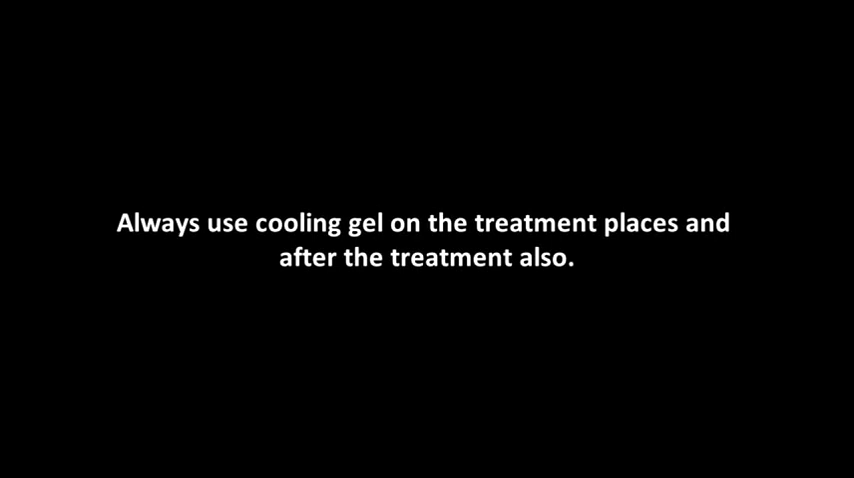 Always use cooling gel on the treatment places and
after the treatment also.